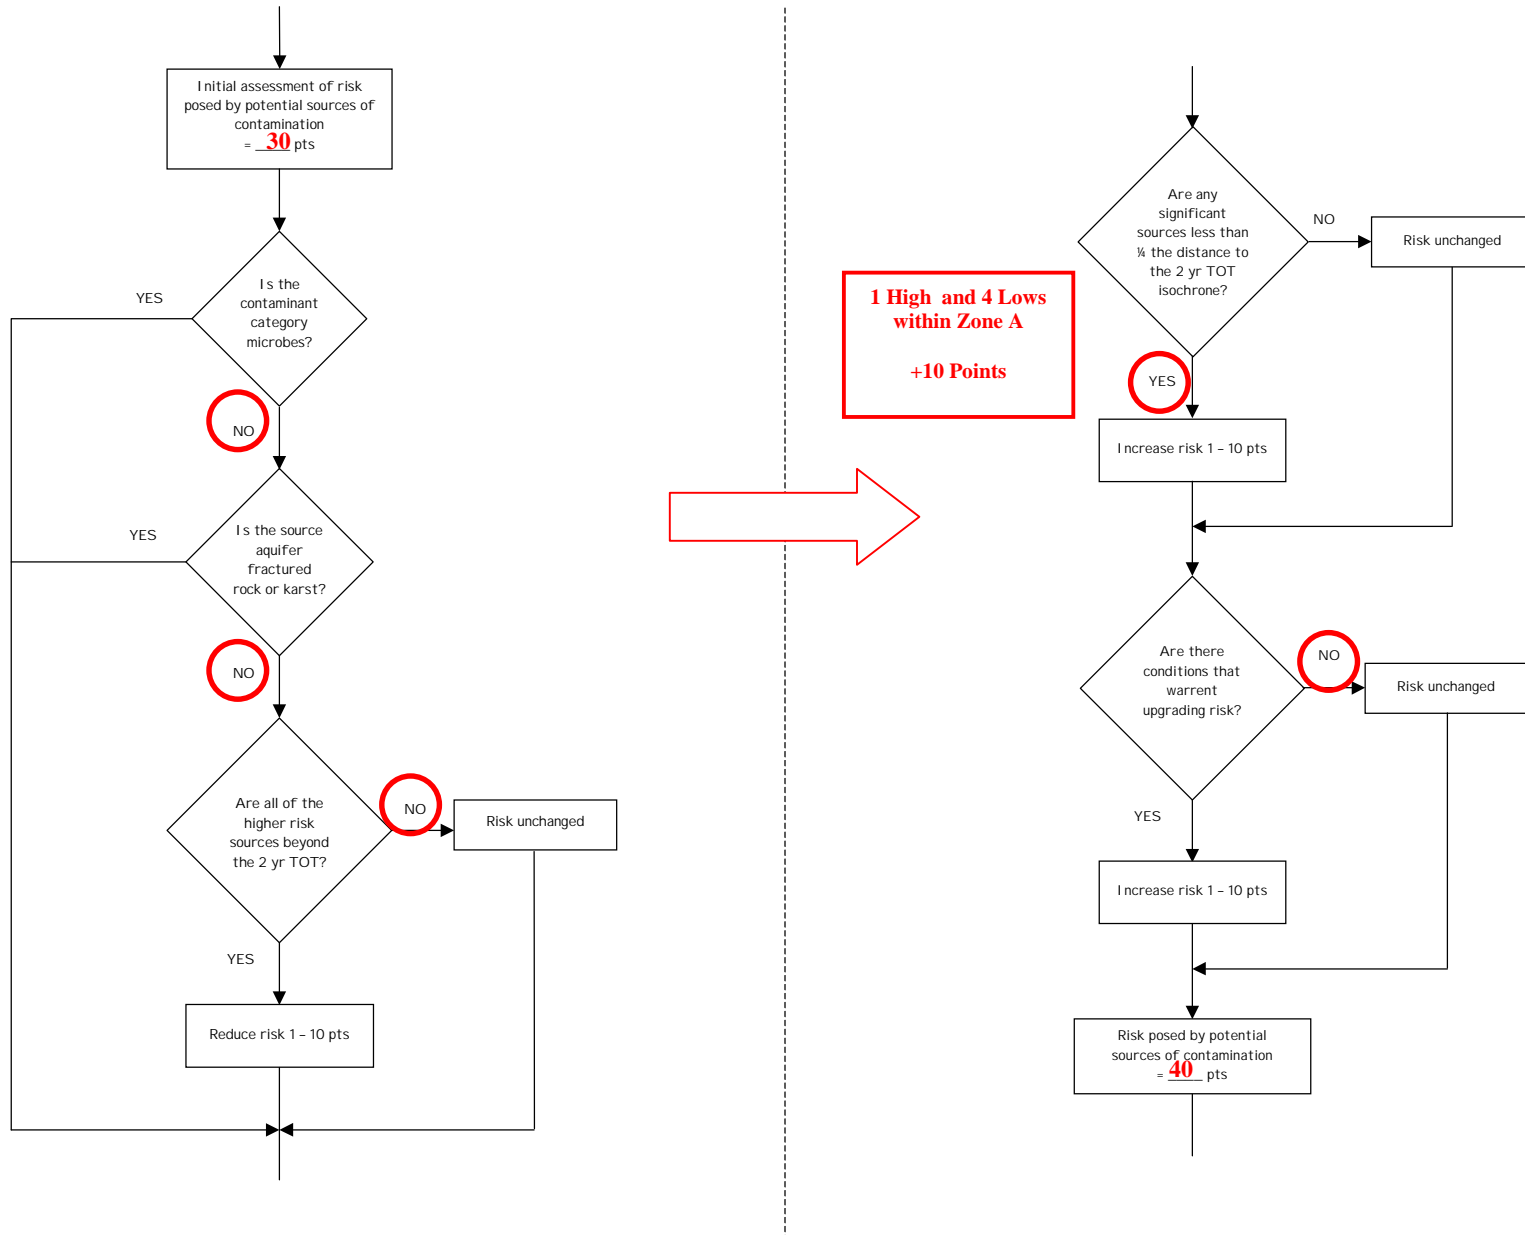 Initial assessment of risk
posed by potential sources of
contamination
= 30 pts
Is the
contaminant
category
microbes?
YES
NO
Is the source
aquifer
fractured
rock or karst?
YES
NO
Are all of the
higher risk
sources beyond
the 2 yr TOT?
NO
Risk unchanged
YES
Reduce risk 1 – 10 pts
Are any
significant
sources less than
¼ the distance to
the 2 yr TOT
isochrone?
NO
Risk unchanged
1 High and 4 Lows
within Zone A
+10 Points
YES
Increase risk 1 – 10 pts
Are there
conditions that
warrent
upgrading risk?
NO
Risk unchanged
YES
Increase risk 1 – 10 pts
Risk posed by potential
sources of contamination
= 40 pts